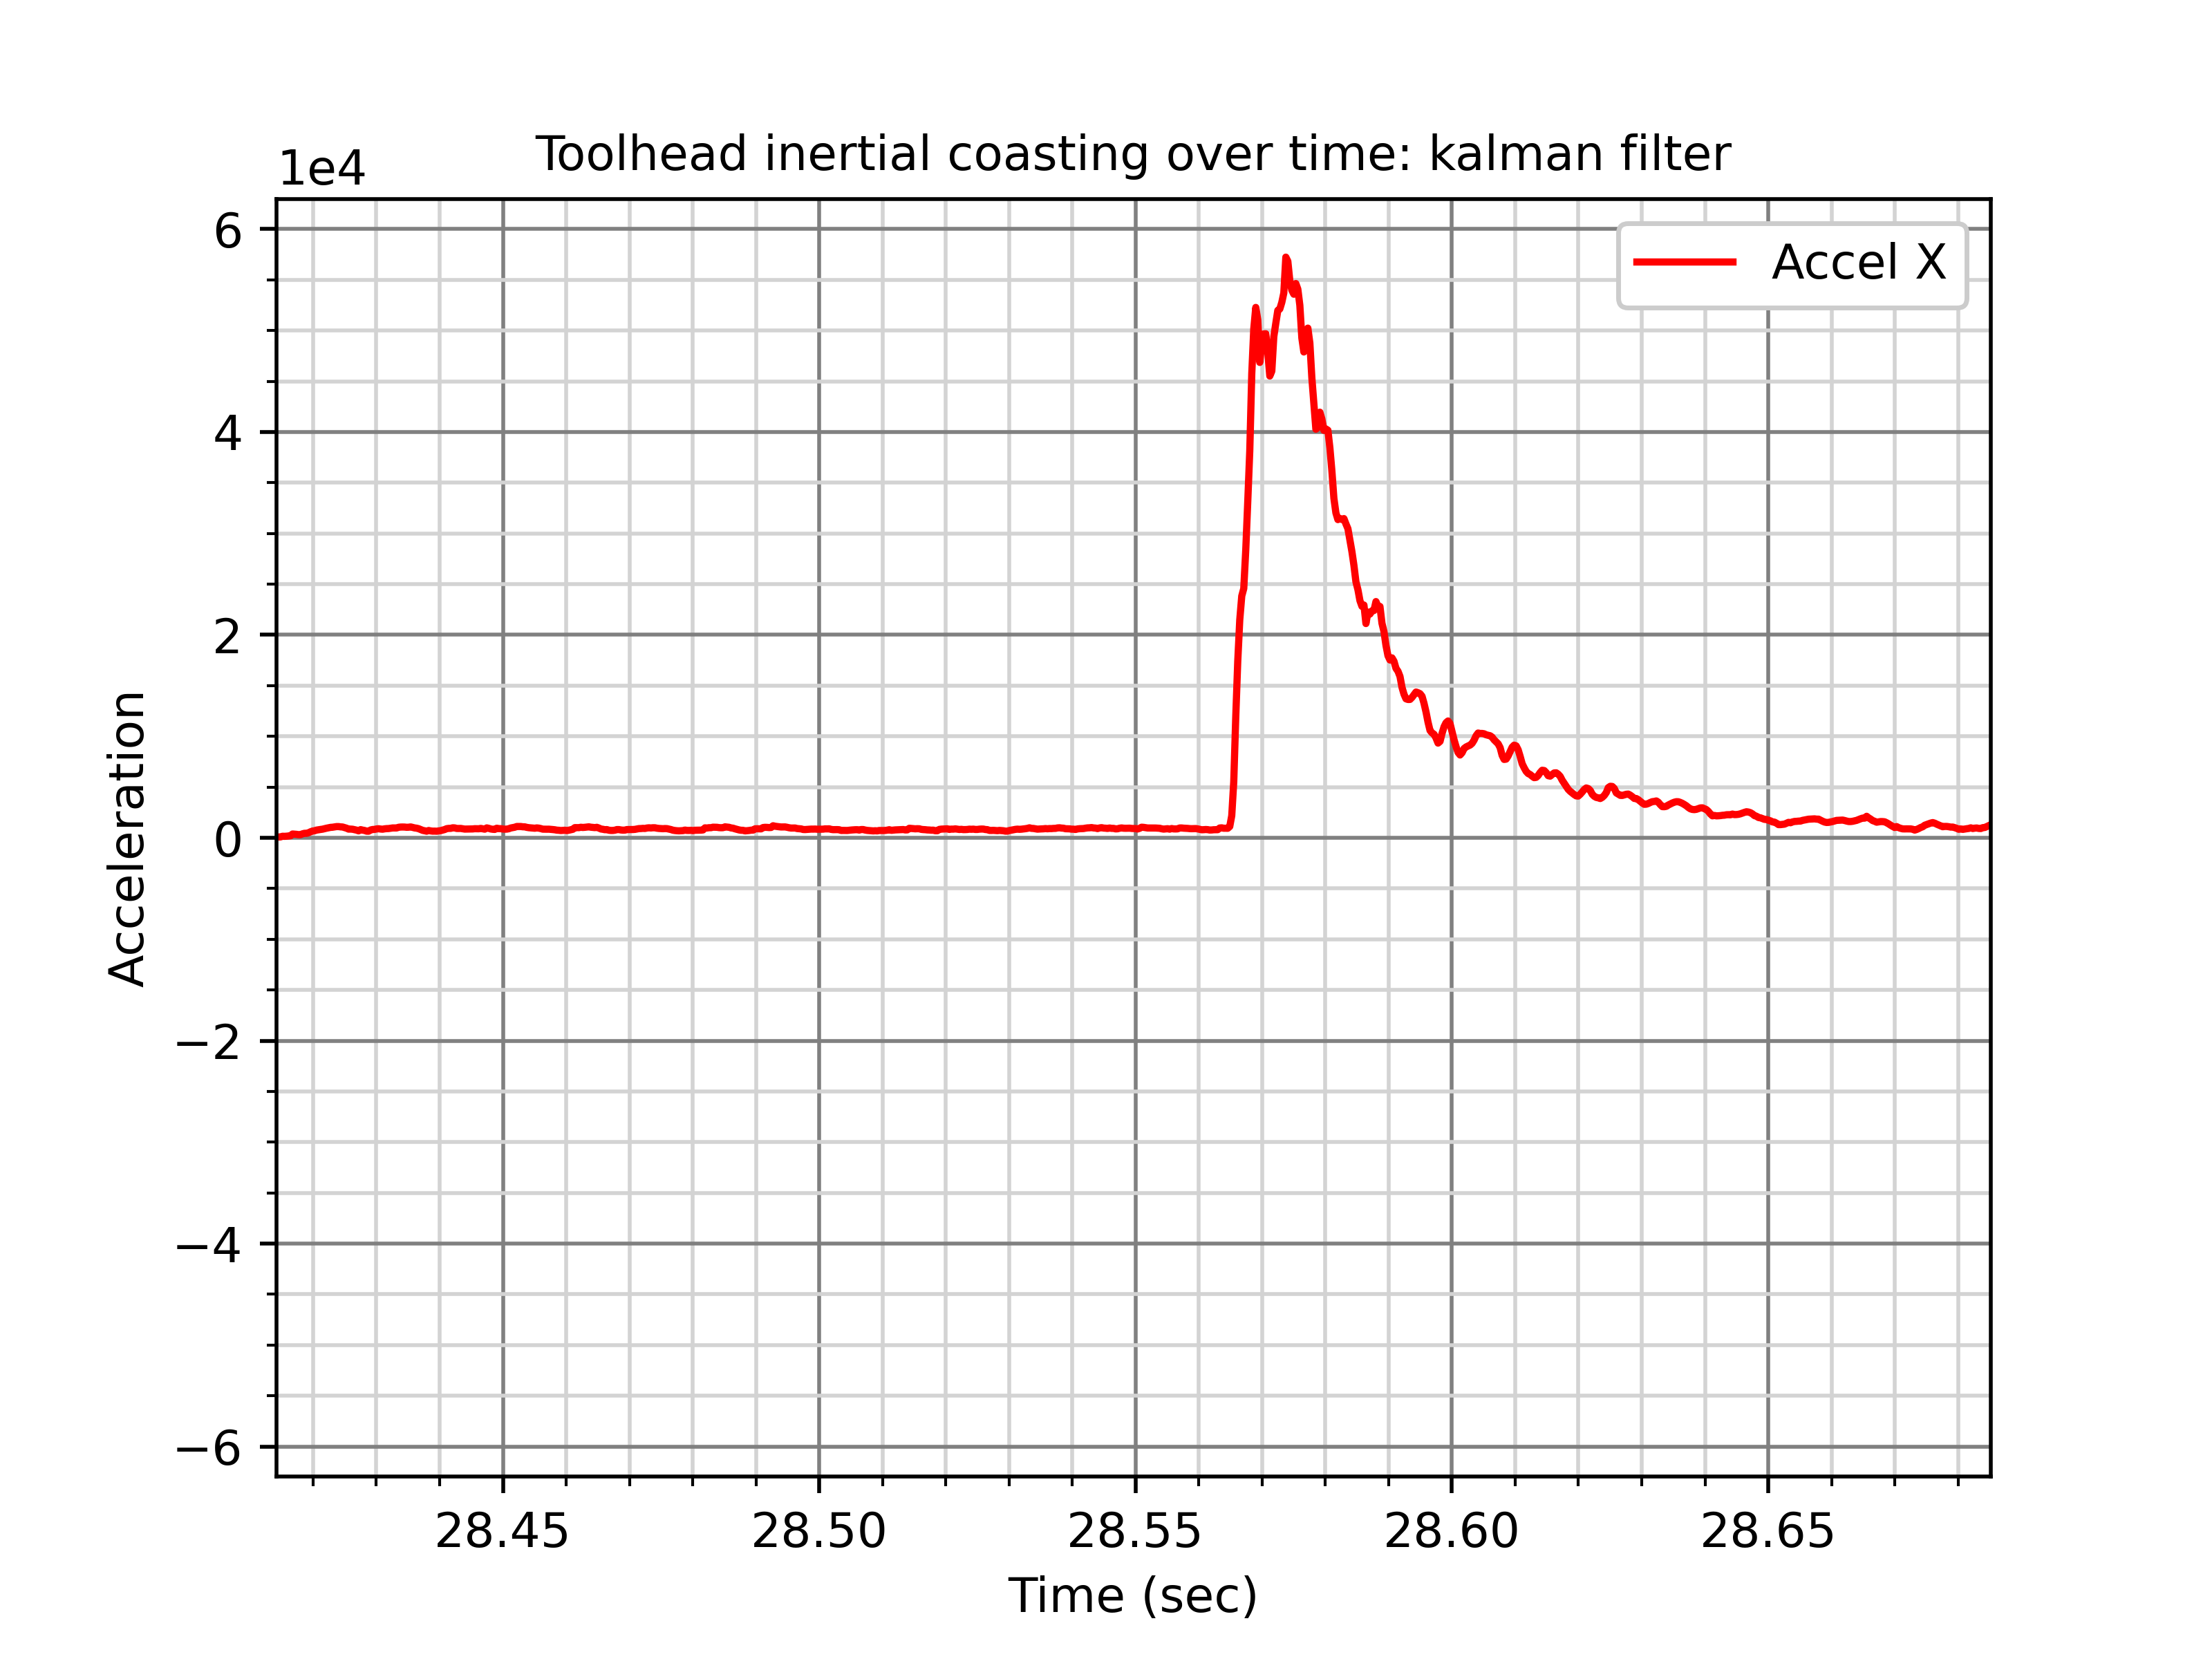 Toolhead inertial coasting over time: kalman filter
1e4
Accel X
6
4
2
0
−2
−4
−6
Acceleration
28.45 28.50 28.55 28.60 28.65
Time (sec)